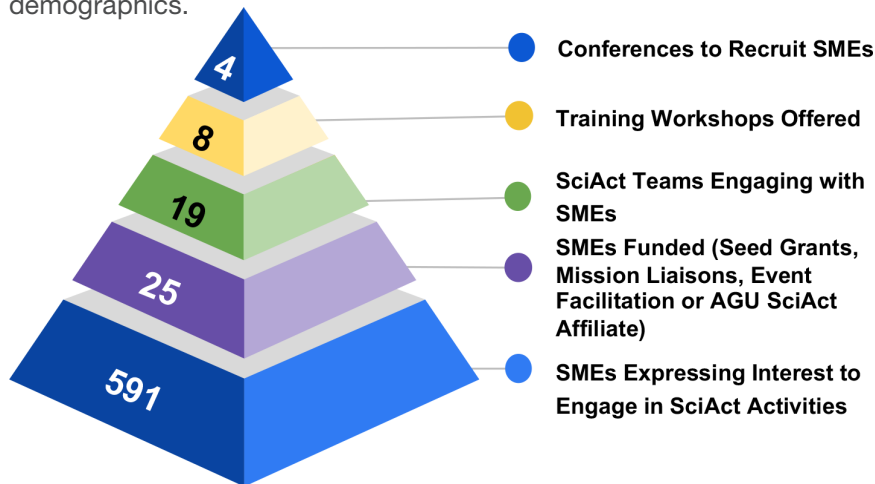 demographics.
4
Conferences to Recruit SMEs
8
Training Workshops Offered
19
SciAct Teams Engaging with
SMEs
25
SMEs Funded (Seed Grants,
Mission Liaisons, Event
Facilitation or AGU SciAct
Affiliate)
591
SMEs Expressing Interest to
Engage in SciAct Activities